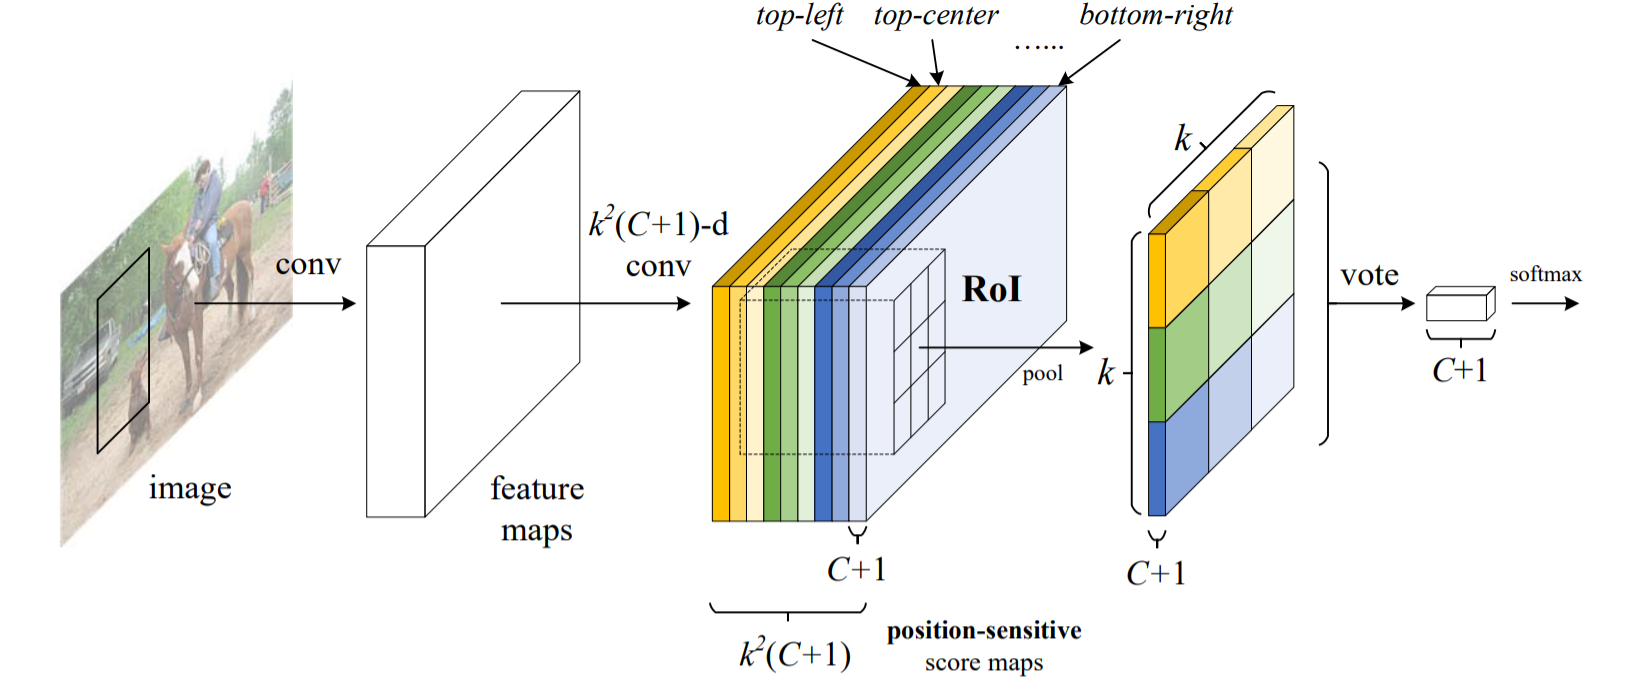 top-left top-center ...... bottom-right
image
conv
feature
maps
k²(C+1)-d
conv
RoI
pool
C+1
k²(C+1)
position-sensitive
score maps
k
k
C+1
vote
C+1
softmax